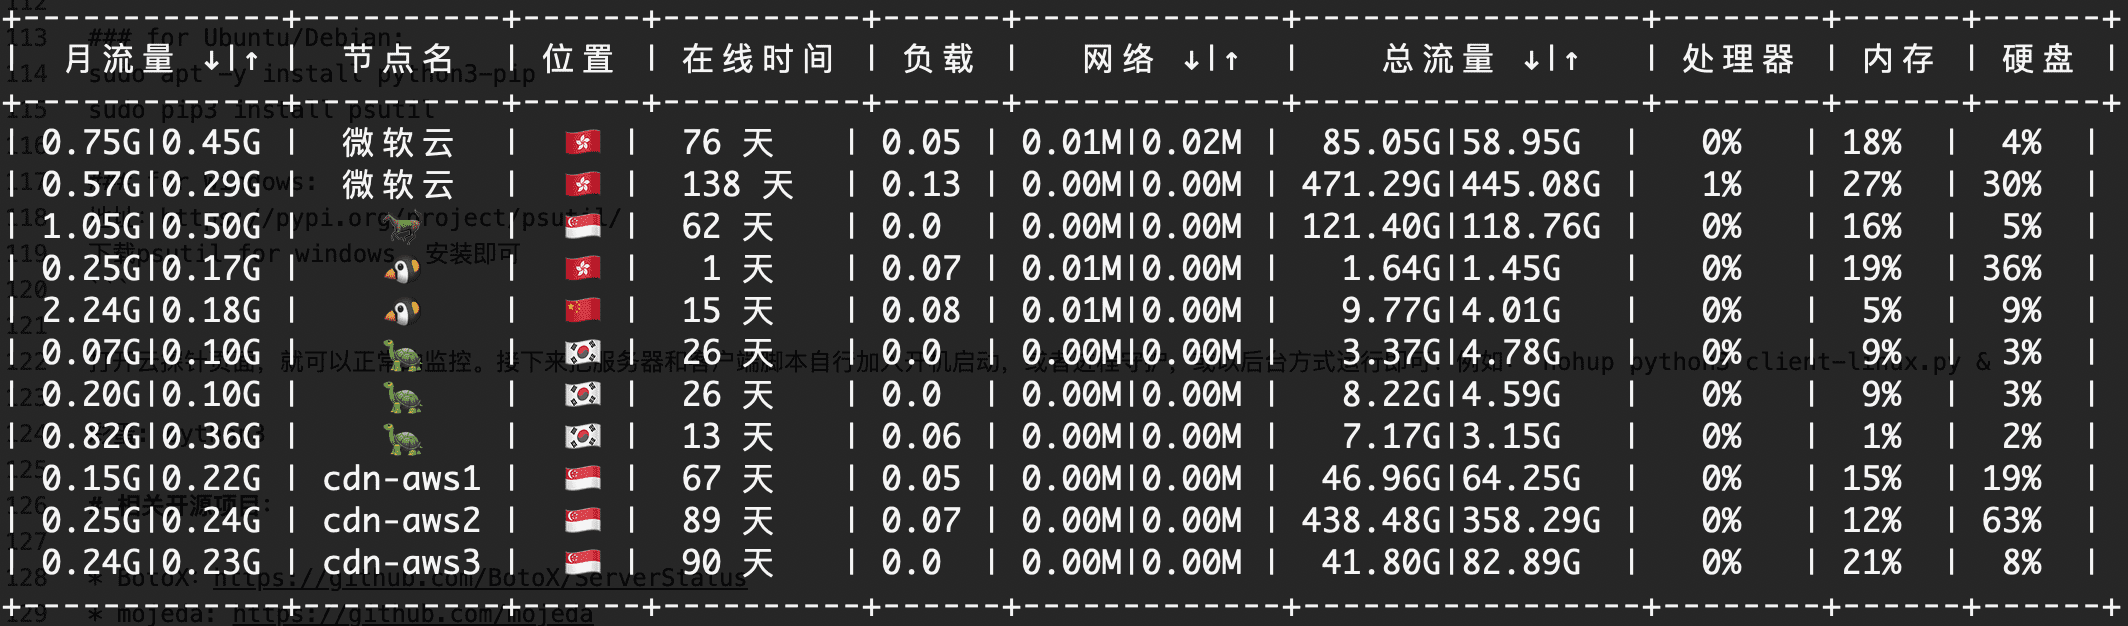 112
+-------------+----------+------+----------+------+-------------+-----------------+--------+------+------+
113 ### for Ubuntu/Debian:
| 月流量 ↓|↑ | 节点名 | 位置 | 在线时间 | 负载 | 网络 ↓|↑ | 总流量 ↓|↑ | 处理器 | 内存 | 硬盘 |
114 sudo apt -y install python3-pip
+-------------+----------+------+----------+------+-------------+-----------------+--------+------+------+
115 sudo pip3 install psutil
| 0.75G|0.45G | 微软云 | 🇭🇰 | 76 天 | 0.05 | 0.01M|0.02M | 85.05G|58.95G | 0% | 18% | 4% |
116
| 0.57G|0.29G | 微软云 | 🇭🇰 | 138 天 | 0.13 | 0.00M|0.00M | 471.29G|445.08G | 1% | 27% | 30% |
117
| 1.05G|0.50G | 🐆 | 🇸🇬 | 62 天 | 0.0 | 0.00M|0.00M | 121.40G|118.76G | 0% | 16% | 5% |
118 pypi.org/project/psutil/
119 下载psutil for windows 安装即可
| 0.25G|0.17G | 🐧 | 🇭🇰 | 1 天 | 0.07 | 0.01M|0.00M | 1.64G|1.45G | 0% | 19% | 36% |
120
| 2.24G|0.18G | 🐧 | 🇨🇳 | 15 天 | 0.08 | 0.01M|0.00M | 9.77G|4.01G | 0% | 5% | 9% |
121
| 0.07G|0.10G | 🐢 | 🇰🇷 | 26 天 | 0.0 | 0.00M|0.00M | 3.37G|4.78G | 0% | 9% | 3% |
122 打开云探针页面，就可以正常的监控。接下来把服务器和客户端脚本自行加入开机启动，或者进程守护，或以后台方式运行即可！例如： nohup python3 client-linux.py &
| 0.20G|0.10G | 🐢 | 🇰🇷 | 26 天 | 0.0 | 0.00M|0.00M | 8.22G|4.59G | 0% | 9% | 3% |
123
| 0.82G|0.36G | 🐢 | 🇰🇷 | 13 天 | 0.06 | 0.00M|0.00M | 7.17G|3.15G | 0% | 1% | 2% |
124
125
| 0.15G|0.22G | cdn-aws1 | 🇸🇬 | 67 天 | 0.05 | 0.00M|0.00M | 46.96G|64.25G | 0% | 15% | 19% |
126 # 相关开源项目：
| 0.25G|0.24G | cdn-aws2 | 🇸🇬 | 89 天 | 0.07 | 0.00M|0.00M | 438.48G|358.29G | 0% | 12% | 63% |
127
| 0.24G|0.23G | cdn-aws3 | 🇸🇬 | 90 天 | 0.0 | 0.00M|0.00M | 41.80G|82.89G | 0% | 21% | 8% |
128 * BotoX：https://github.com/BotoX/ServerStatus
+-------------+----------+------+----------+------+-------------+-----------------+--------+------+------+
129 * mojeda: https://github.com/mojeda